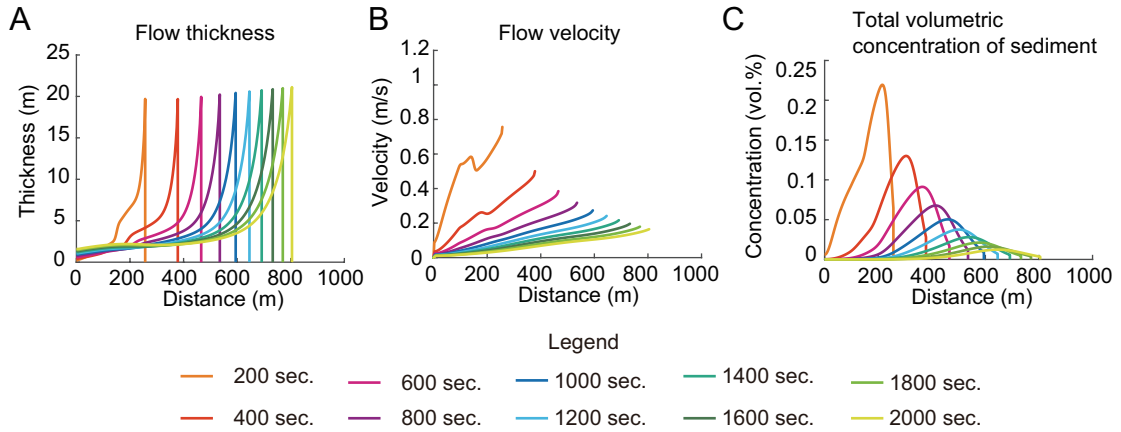 A
Flow thickness
Thickness (m)
25
20
15
10
5
0
0
200
400
600
800
1000
Distance (m)
B
Flow velocity
Velocity (m/s)
1.2
1
0.8
0.6
0.4
0.2
0
0
200
400
600
800
1000
Distance (m)
C
Total volumetric
concentration of sediment
Concentration (vol.%)
0.25
0.2
0.15
0.1
0.05
0
0
200
400
600
800
1000
Distance (m)
Legend
200 sec.
600 sec.
1000 sec.
1400 sec.
1800 sec.
400 sec.
800 sec.
1200 sec.
1600 sec.
2000 sec.